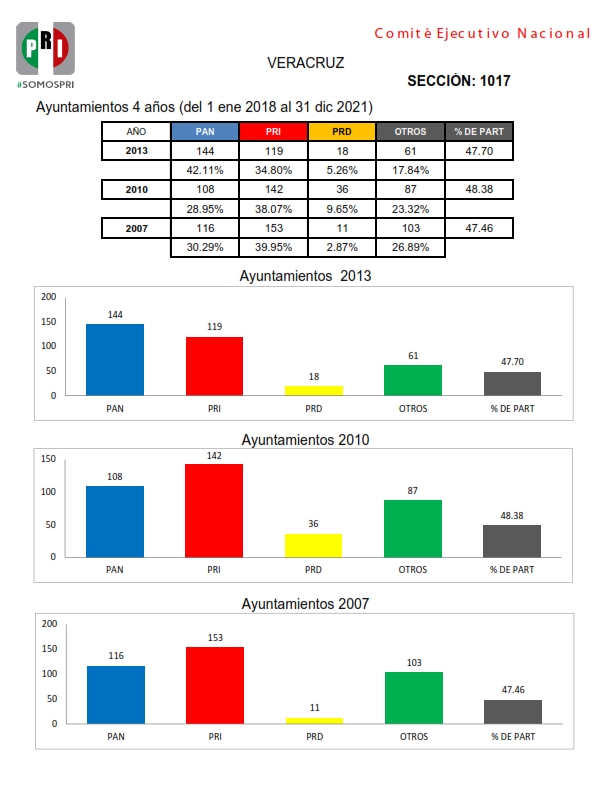 Comité Ejecutivo Nacional
PRI
#SOMOSPRI
VERACRUZ
SECCIÓN: 1017
Ayuntamientos 4 años (del 1 ene 2018 al 31 dic 2021)
AÑO PAN PRI PRD OTROS % DE PART
2013 144 119 18 61 47.70
42.11% 34.80% 5.26% 17.84%
2010 108 142 36 87 48.38
28.95% 38.07% 9.65% 23.32%
2007 116 153 11 103 47.46
30.29% 39.95% 2.87% 26.89%
Ayuntamientos 2013
200
150
100
50
0
144 119 18 61 47.70
PAN PRI PRD OTROS % DE PART
Ayuntamientos 2010
150
100
50
0
108 142 36 87 48.38
PAN PRI PRD OTROS % DE PART
Ayuntamientos 2007
200
150
100
50
0
116 153 11 103 47.46
PAN PRI PRD OTROS % DE PART